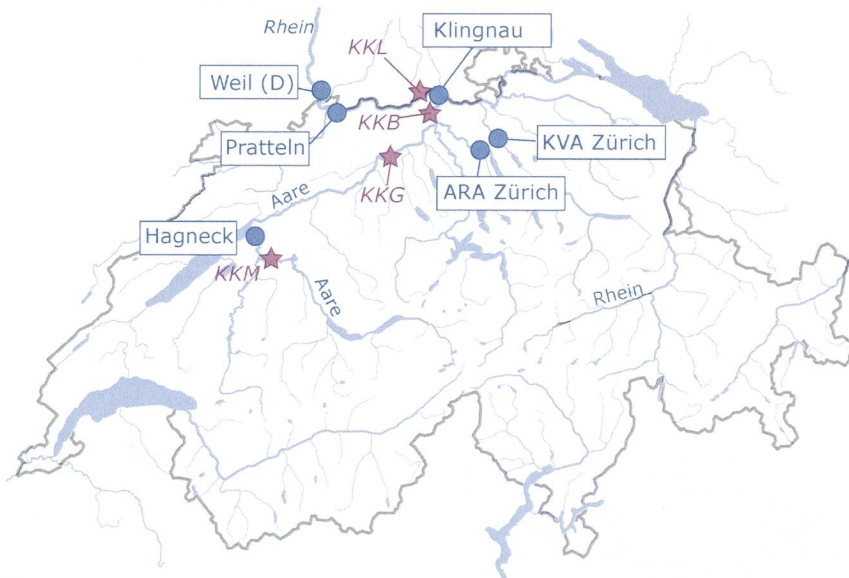 Rhein
KKL
Klingnau
Weil (D)
KKB
Pratteln
KVA Zürich
KKG
ARA Zürich
Aare
Hagneck
KKM
Aare
Rhein